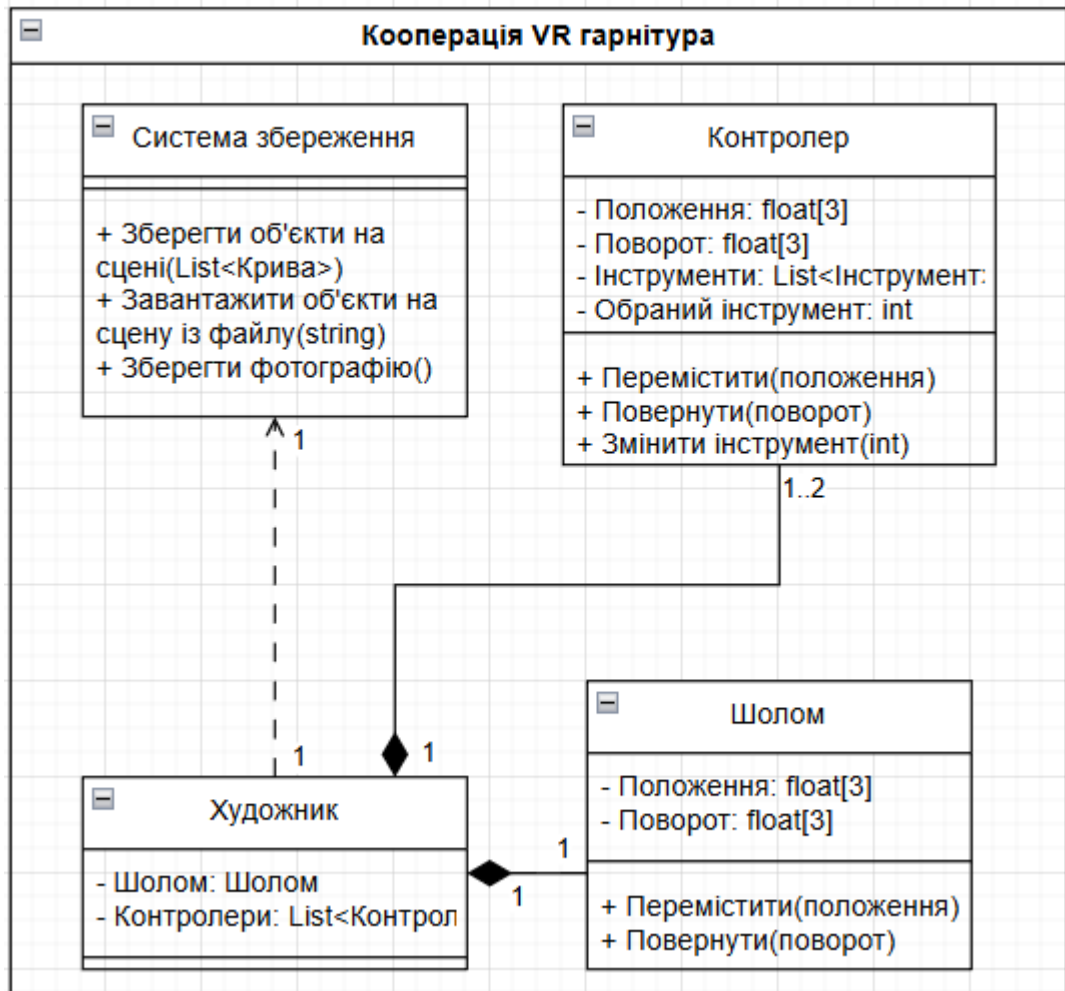 Кооперація VR гарнітура
Система збереження
+ Зберегти об'єкти на
сцені(List<Крива>)
+ Завантажити об'єкти на
сцену із файлу(string)
+ Зберегти фотографію()
1
Контролер
- Положення: float[3]
- Поворот: float[3]
- Інструменти: List<Інструмент
- Обраний інструмент: int
+ Перемістити(положення)
+ Повернути(поворот)
+ Змінити інструмент(int)
1..2
1
1
Художник
- Шолом: Шолом
- Контролери: List<Контрол
1
1
Шолом
- Положення: float[3]
- Поворот: float[3]
+ Перемістити(положення)
+ Повернути(поворот)